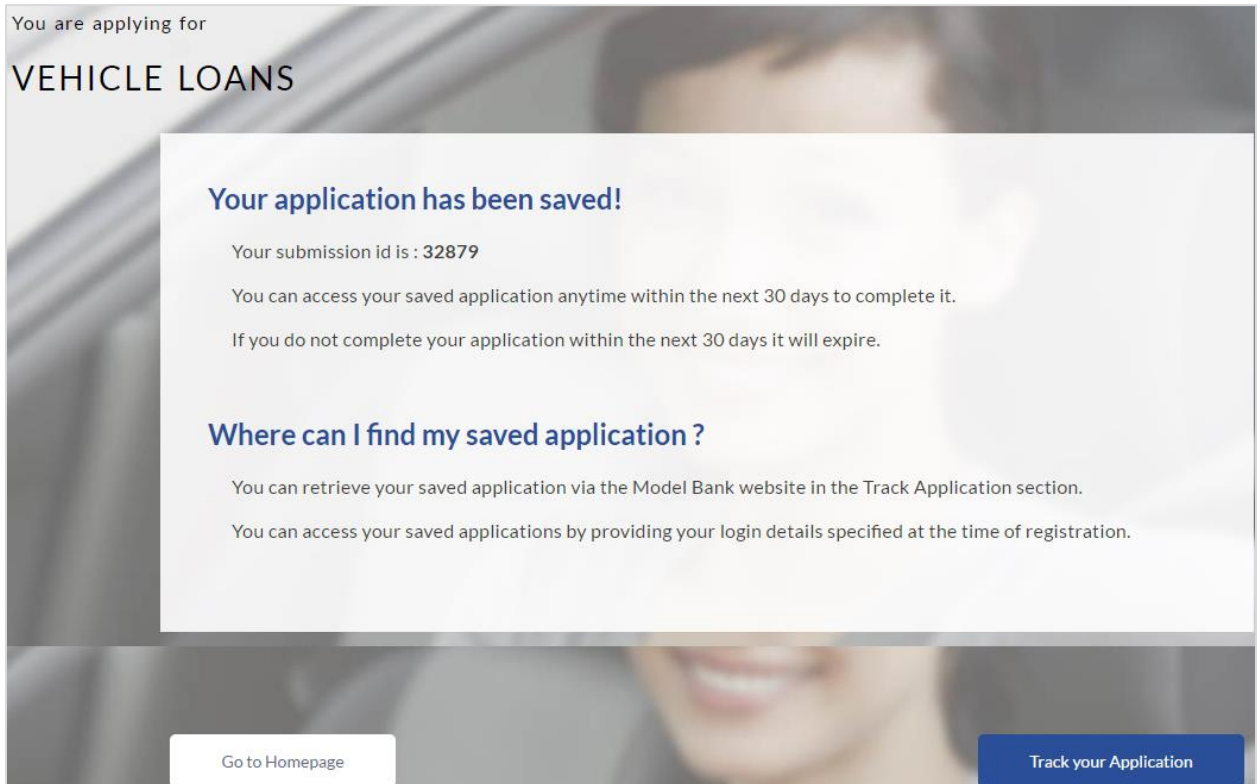 You are applying for
VEHICLE LOANS
Your application has been saved!
Your submission id is : 32879
You can access your saved application anytime within the next 30 days to complete it.
If you do not complete your application within the next 30 days it will expire.
Where can I find my saved application ?
You can retrieve your saved application via the Model Bank website in the Track Application section.
You can access your saved applications by providing your login details specified at the time of registration.
Go to Homepage
Track your Application